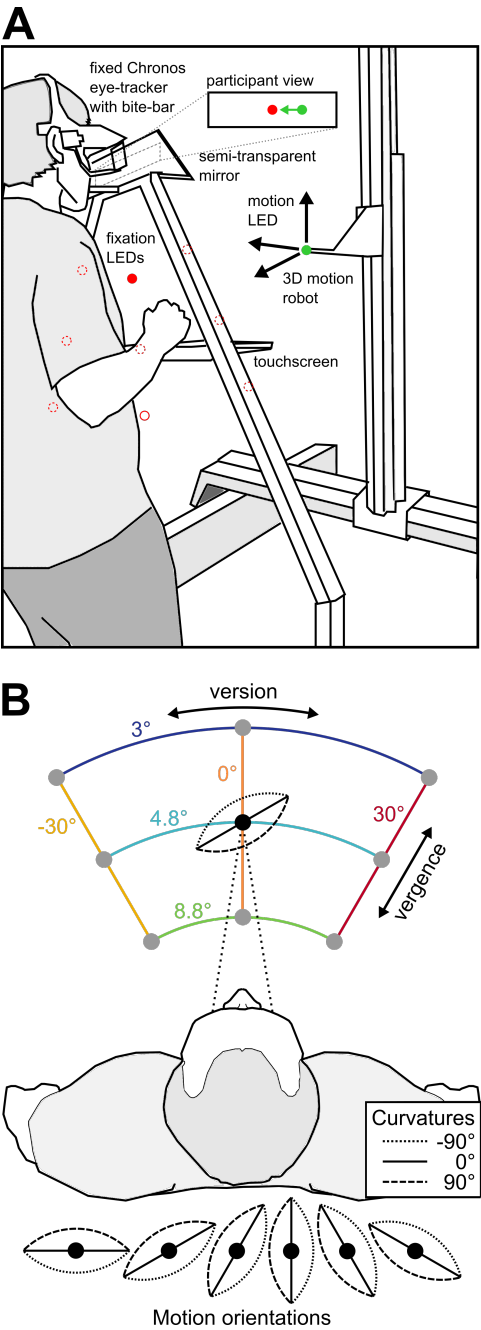 A
fixed Chronos
eye-tracker
with bite-bar
participant view
semi-transparent
mirror
motion
LED
fixation
LEDs
3D motion
robot
touchscreen
B
version
3°
0°
-30°
4.8°
30°
vergence
8.8°
Curvatures
-90°
0°
90°
Motion orientations